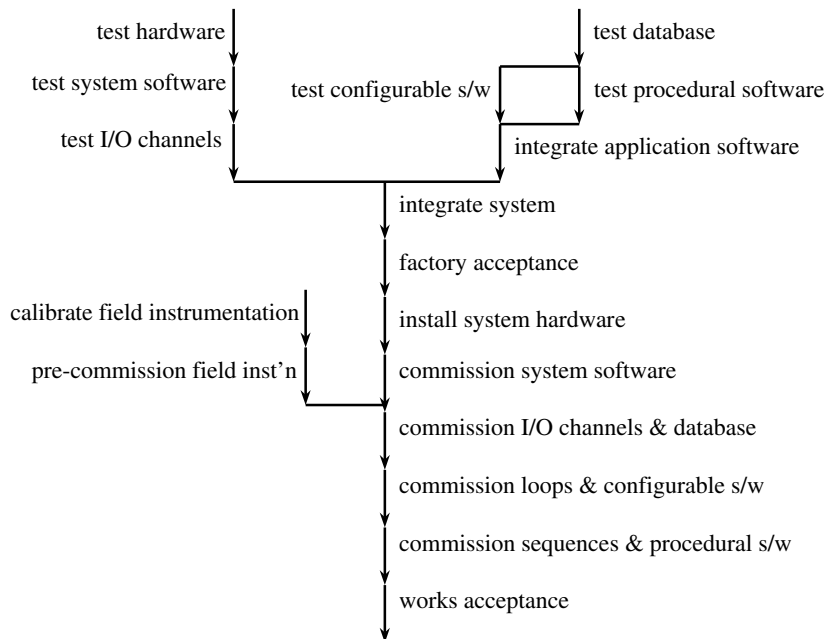 test hardware
test database
test system software
test configurable s/w
test procedural software
test I/O channels
integrate application software
integrate system
factory acceptance
calibrate field instrumentation
install system hardware
pre-commission field inst’n
commission system software
commission I/O channels & database
commission loops & configurable s/w
commission sequences & procedural s/w
works acceptance